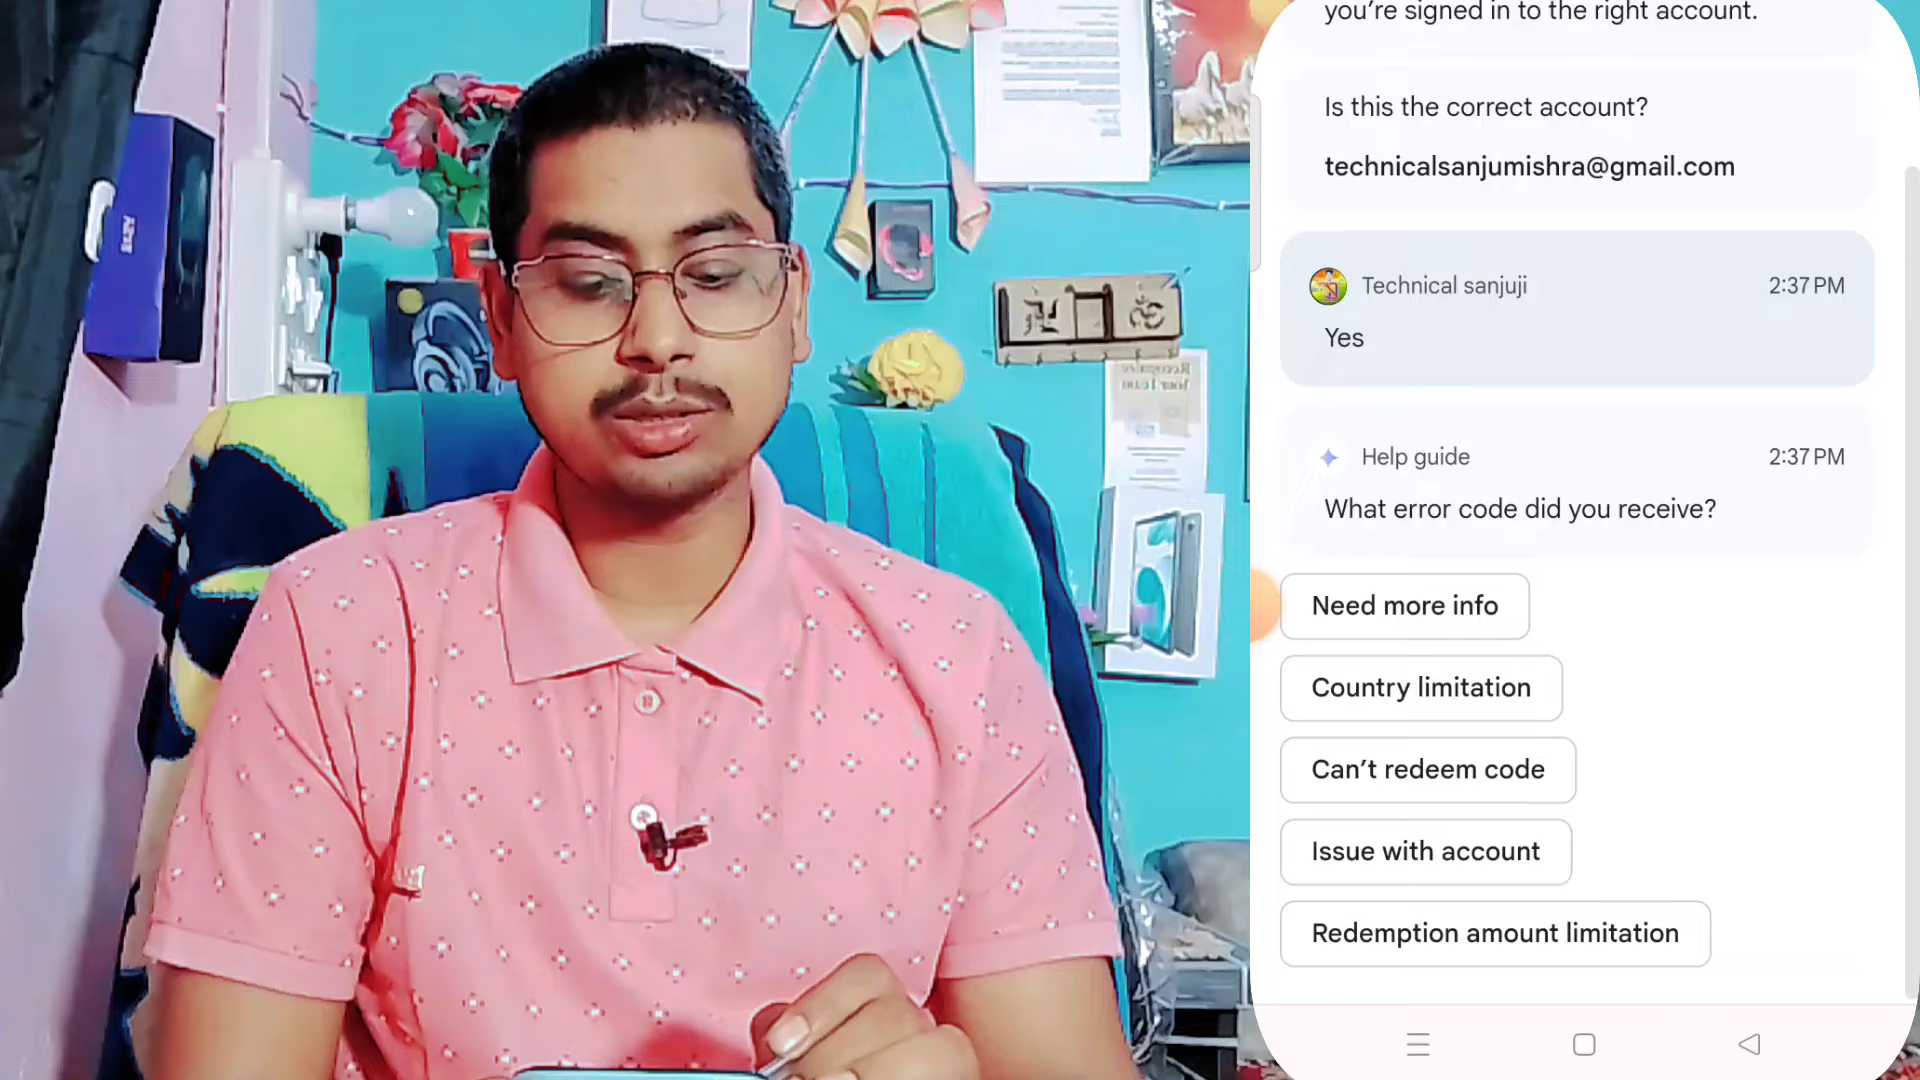 you're signed in to the right account.
Is this the correct account?
technicalsanjumishra@gmail.com
Technical sanjuji 2:37 PM
Yes
Help guide 2:37 PM
What error code did you receive?
Need more info
Country limitation
Can't redeem code
Issue with account
Redemption amount limitation